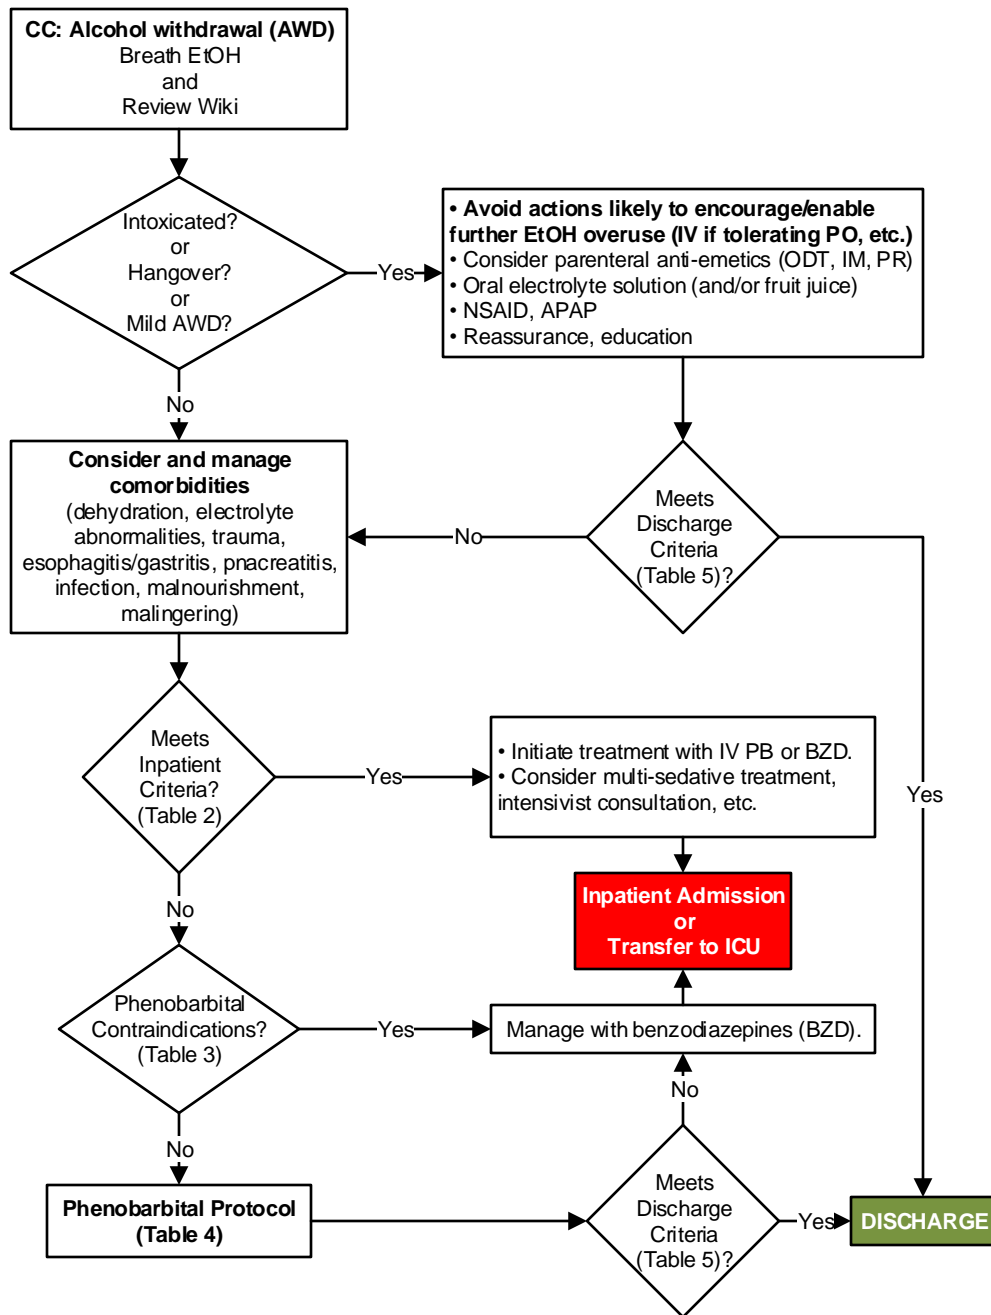 CC: Alcohol withdrawal (AWD)
Breath EtOH
and
Review Wiki
Intoxicated?
or
Hangover?
or
Mild AWD?
Yes
• Avoid actions likely to encourage/enable
further EtOH overuse (IV if tolerating PO, etc.)
• Consider parenteral anti-emetics (ODT, IM, PR)
• Oral electrolyte solution (and/or fruit juice)
• NSAID, APAP
• Reassurance, education
No
Consider and manage
comorbidities
(dehydration, electrolyte
abnormalities, trauma,
esophagitis/gastritis, pnacreatitis,
infection, malnourishment,
malingering)
No
Meets
Discharge
Criteria
(Table 5)?
Yes
Meets
Inpatient
Criteria?
(Table 2)
Yes
• Initiate treatment with IV PB or BZD.
• Consider multi-sedative treatment,
intensivist consultation, etc.
Inpatient Admission
or
Transfer to ICU
No
Phenobarbital
Contraindications?
(Table 3)
Yes
Manage with benzodiazepines (BZD).
No
No
Phenobarbital Protocol
(Table 4)
Meets
Discharge
Criteria
(Table 5)?
Yes
DISCHARGE